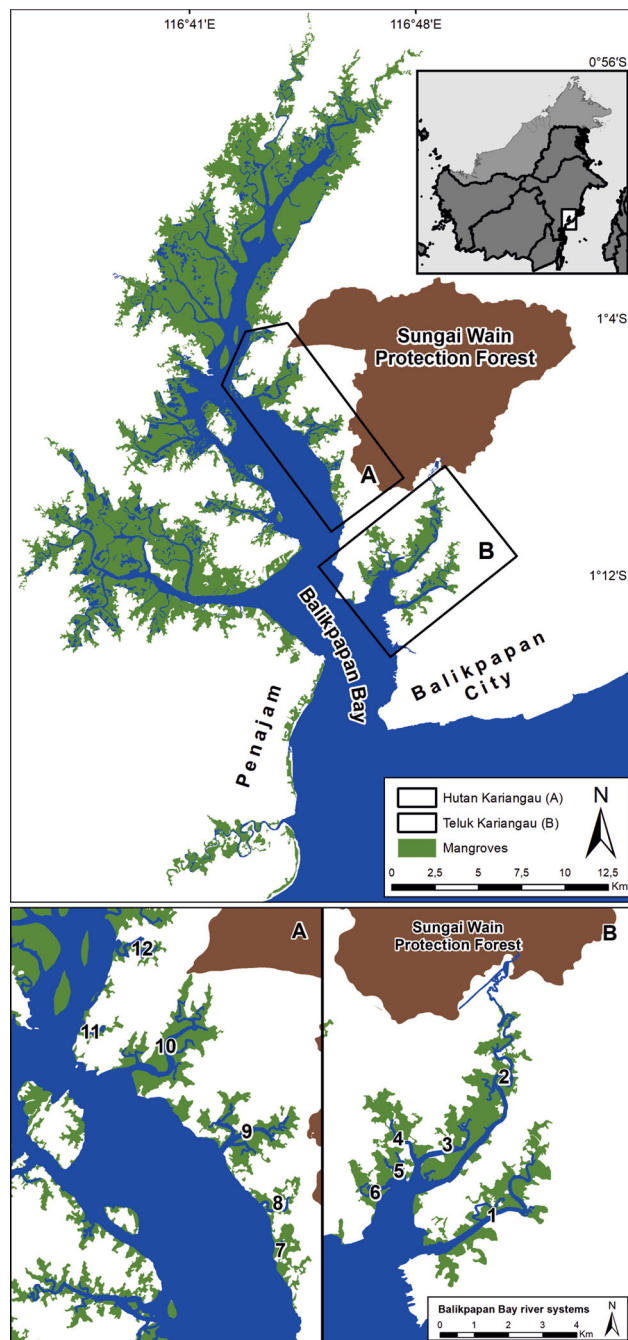 116°41'E
116°48'E
0°56'S
1°4'S
Sungai Wain
Protection Forest
A
B
1°12'S
Balikpapan Bay
Balikpapan
City
Penajam
Hutan Kariangau (A)
Teluk Kariangau (B)
Mangroves
N
0 2,5 5 7,5 10 12,5
Km
A
12
11
10
9
8
7
Sungai Wain
Protection Forest
B
2
4
3
5
6
1
Balikpapan Bay river systems
N
0 1 2 3 4
Km